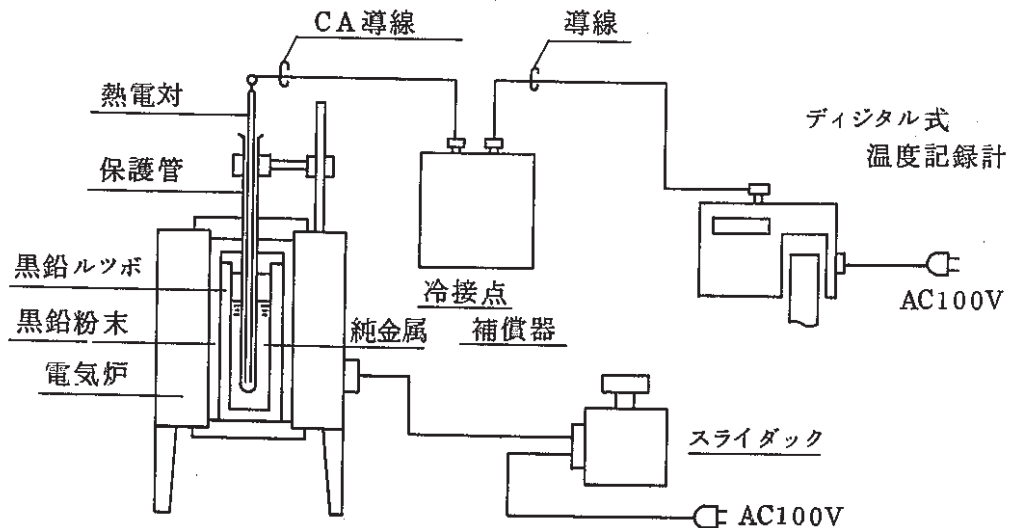 CA導線
導線
熱電対
ディジタル式
温度記録計
保護管
黒鉛ルツボ
冷接点
AC100V
黒鉛粉末
純金属
補償器
電気炉
スライダック
AC100V